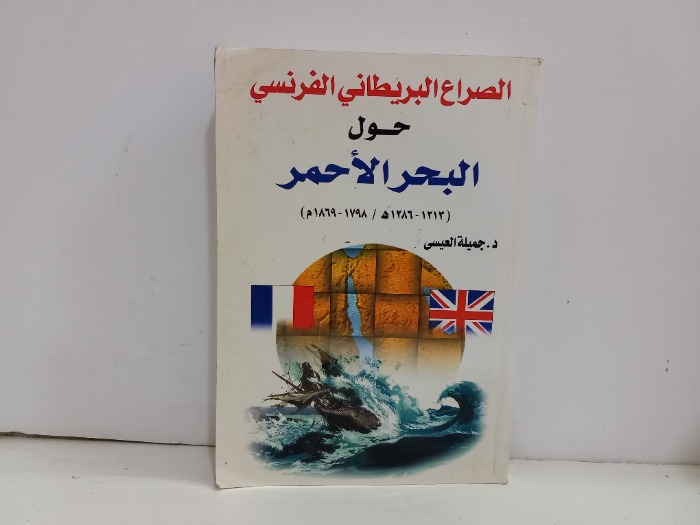 الصراع البريطاني الفرنسي
حول
البحر الأحمر
(١٢١٣-١٢٨٦هـ / ١٧٩٨-١٨٦٩م)
د. جميلة العيسى